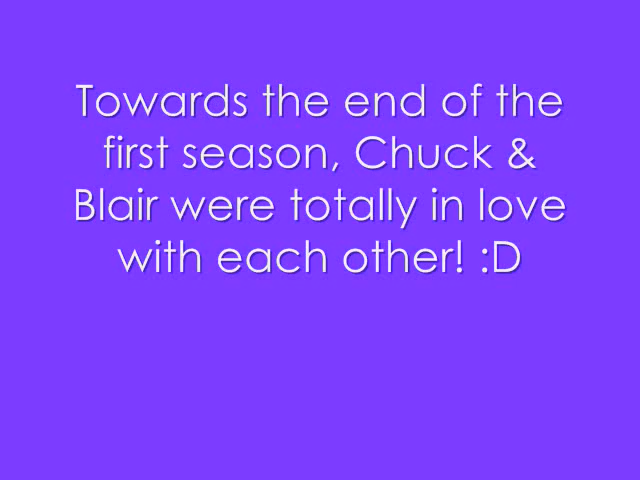 Towards the end of the
first season, Chuck &
Blair were totally in love
with each other! :D